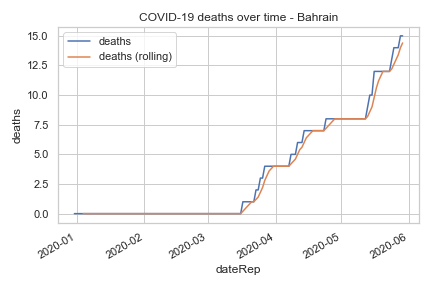 COVID-19 deaths over time - Bahrain
deaths
deaths (rolling)
15.0
12.5
10.0
7.5
5.0
2.5
0.0
deaths
2020-01
2020-02
2020-03
2020-04
2020-05
2020-06
dateRep